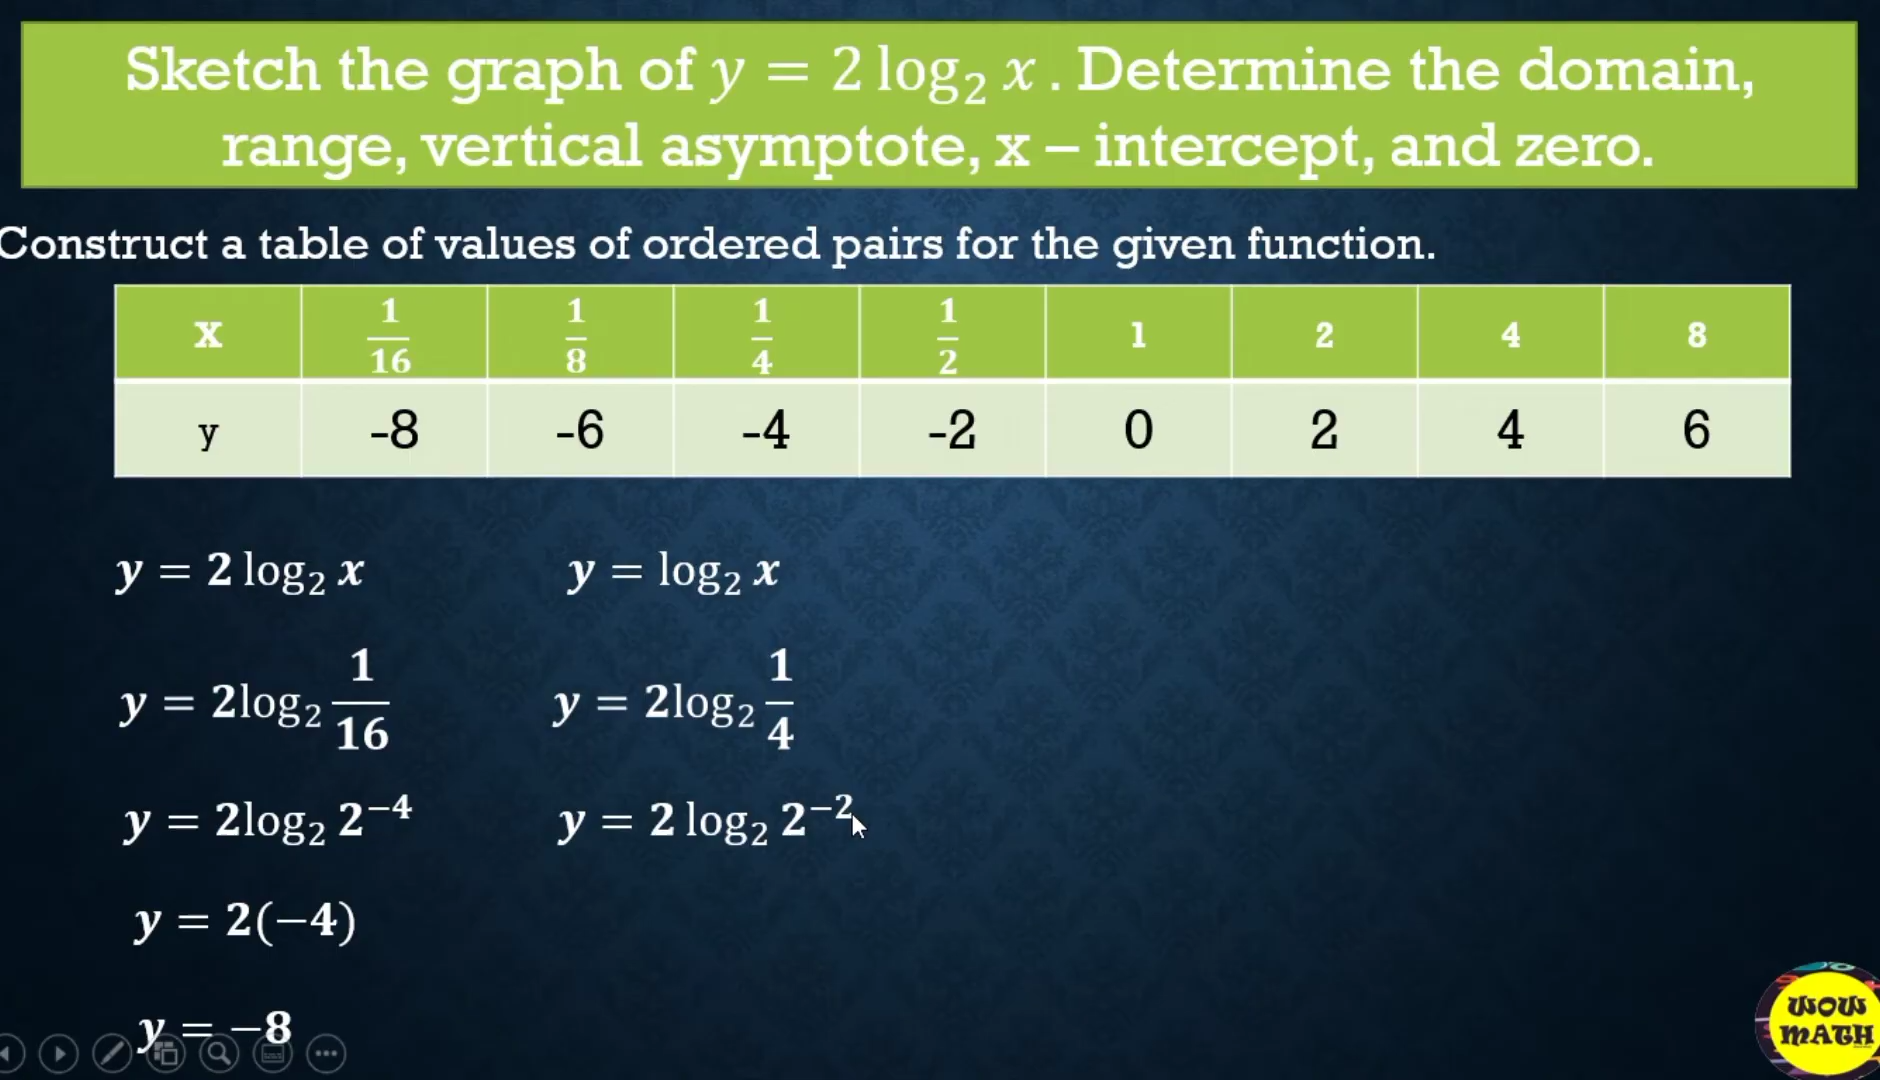 Sketch the graph of y = 2 log₂ x . Determine the domain,
range, vertical asymptote, x – intercept, and zero.
Construct a table of values of ordered pairs for the given function.
x 1/16 1/8 1/4 1/2 1 2 4 8
y -8 -6 -4 -2 0 2 4 6
y = 2 log₂ x
y = 2log₂ 1/16
y = 2log₂ 2⁻⁴
y = 2(−4)
y = −8
y = log₂ x
y = 2log₂ 1/4
y = 2 log₂ 2⁻²
WOW
MATH